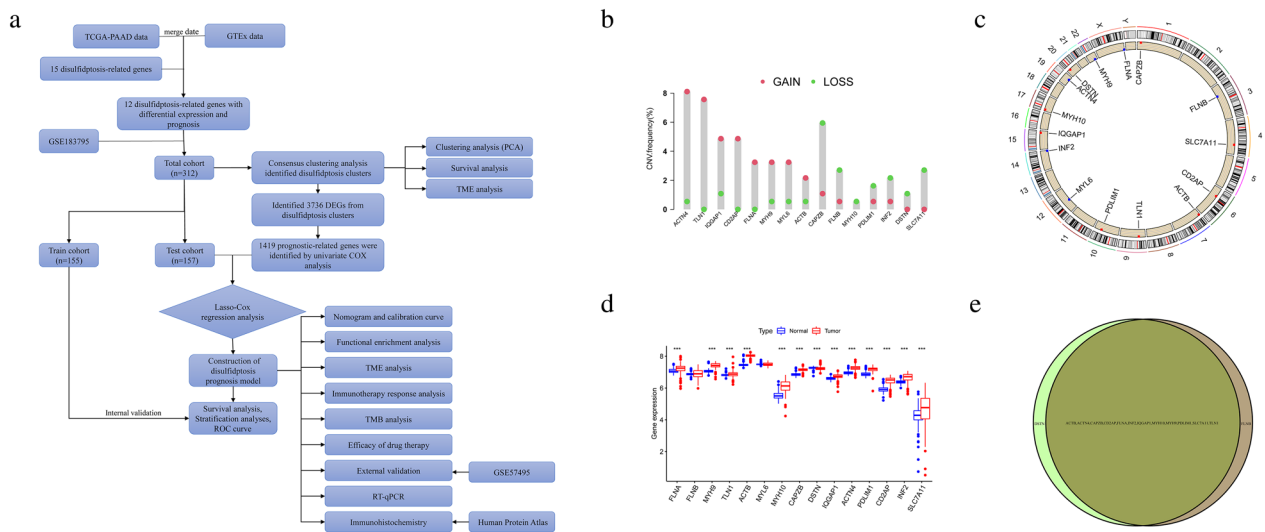 a
TCGA-PAAD data
merge date
GTEx data
15 disulfidptosis-related genes
12 disulfidptosis-related genes with
differential expression and
prognosis
GSE183795
Total cohort
(n=312)
Consensus clustering analysis
identified disulfidptosis clusters
Clustering analysis (PCA)
Survival analysis
TME analysis
Identified 3736 DEGs from
disulfidptosis clusters
1419 prognostic-related genes were
identified by univariate COX
analysis
Train cohort
(n=155)
Test cohort
(n=157)
Lasso-Cox
regression analysis
Construction of
disulfidptosis
prognosis model
Internal validation
Survival analysis,
Stratification analyses,
ROC curve
Nomogram and calibration curve
Functional enrichment analysis
TME analysis
Immunotherapy response analysis
TMB analysis
Efficacy of drug therapy
External validation
GSE57495
RT-qPCR
Immunohistochemistry
Human Protein Atlas
b
GAIN
LOSS
CNV.frequency(%)
8
6
4
2
0
ACTN4
TLN1
IQGAP1
CD2AP
FLNA
MYH9
MYL6
ACTB
CAPZB
FLNB
MYH10
PDLIM1
INF2
DSTN
SLC7A11
c
1
2
3
4
5
6
7
8
9
10
11
12
13
14
15
16
17
18
19
20
21
22
X
Y
CAPZB
FLNB
SLC7A11
CD2AP
ACTB
TLN1
PDLIM1
MYL6
INF2
IQGAP1
MYH10
ACTN4
DSTN
MYH9
FLNA
d
Type
Normal
Tumor
*** *** *** *** *** *** *** *** *** *** *** *** ***
Gene expression
8
6
4
2
FLNA
FLNB
MYH9
TLN1
ACTB
MYL6
MYH10
CAPZB
DSTN
IQGAP1
ACTN4
PDLIM1
CD2AP
INF2
SLC7A11
e
DSTN
FLNB